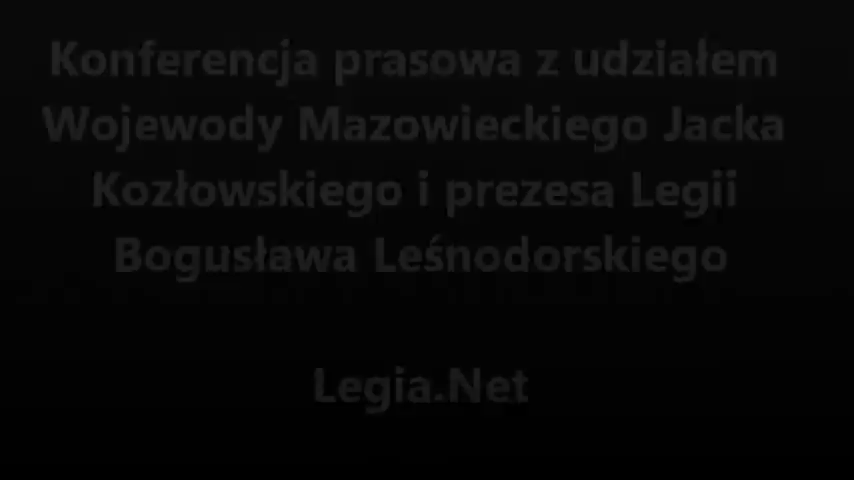 Konferencja prasowa z udziałem
Wojewody Mazowieckiego Jacka
Kozłowskiego i prezesa Legii
Bogusława Leśnodorskiego
Legia.Net